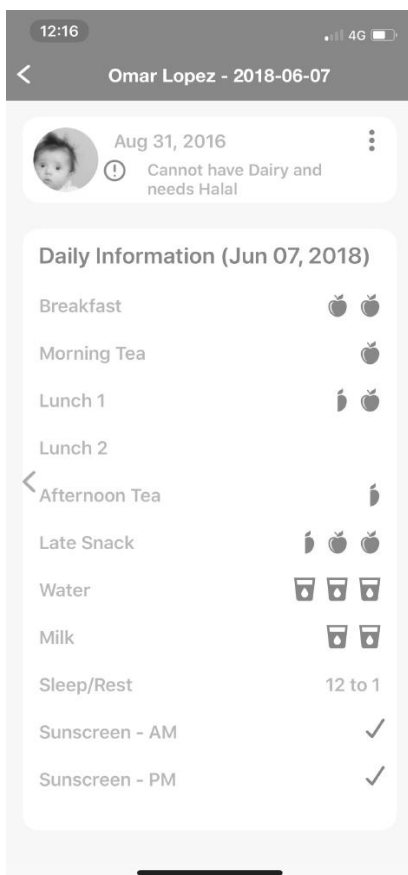 12:16
4G
Omar Lopez - 2018-06-07
Aug 31, 2016
Cannot have Dairy and
needs Halal
Daily Information (Jun 07, 2018)
Breakfast
Morning Tea
Lunch 1
Lunch 2
Afternoon Tea
Late Snack
Water
Milk
Sleep/Rest 12 to 1
Sunscreen - AM
Sunscreen - PM